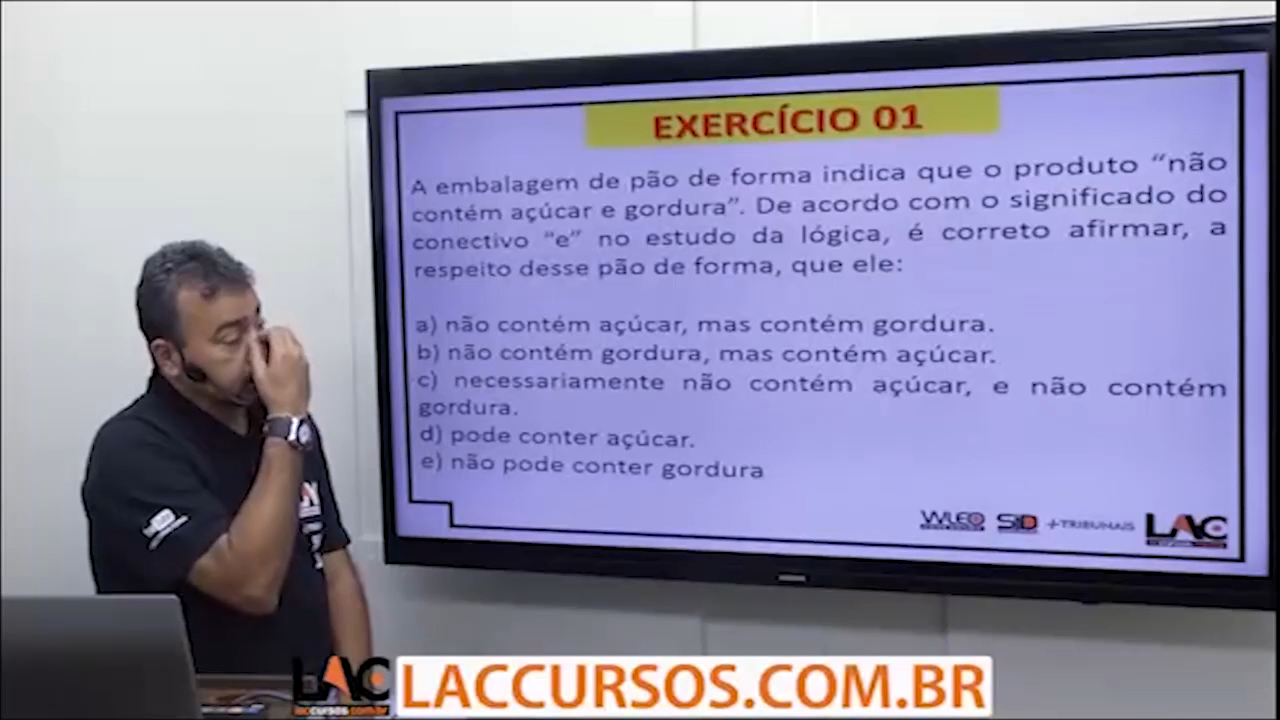 EXERCÍCIO 01
A embalagem de pão de forma indica que o produto “não
contém açúcar e gordura”. De acordo com o significado do
conectivo “e” no estudo da lógica, é correto afirmar, a
respeito desse pão de forma, que ele:
a) não contém açúcar, mas contém gordura.
b) não contém gordura, mas contém açúcar.
c) necessariamente não contém açúcar, e não contém
gordura.
d) pode conter açúcar.
e) não pode conter gordura
+TRIBUNAIS LAC
LAC
laccursos.com.br
LACCURSOS.COM.BR